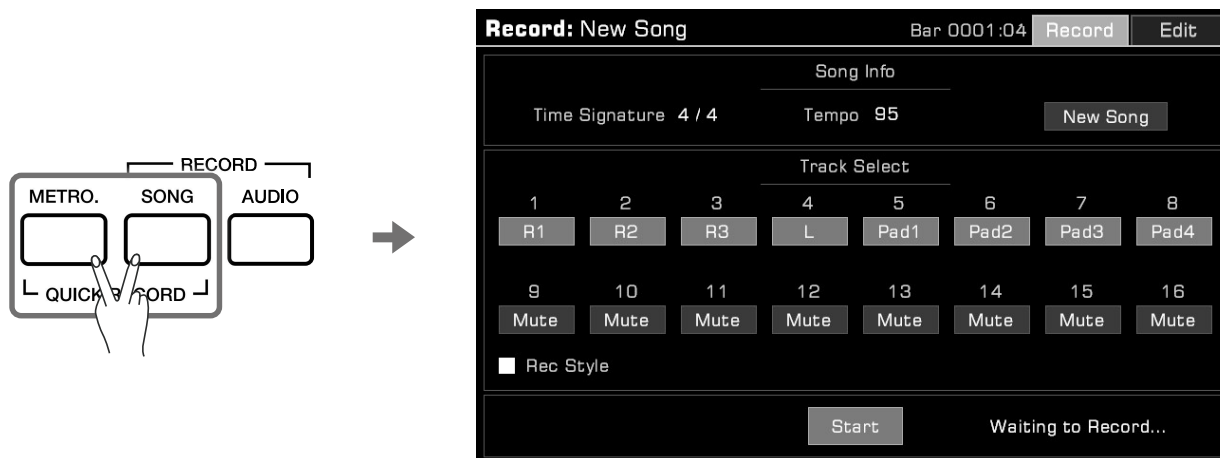 RECORD
METRO. SONG AUDIO
QUICK RECORD
Record: New Song Bar 0001:04 Record Edit
Song Info
Time Signature 4 / 4 Tempo 95 New Song
Track Select
1 2 3 4 5 6 7 8
R1 R2 R3 L Pad1 Pad2 Pad3 Pad4
9 10 11 12 13 14 15 16
Mute Mute Mute Mute Mute Mute Mute Mute
Rec Style
Start Waiting to Record...